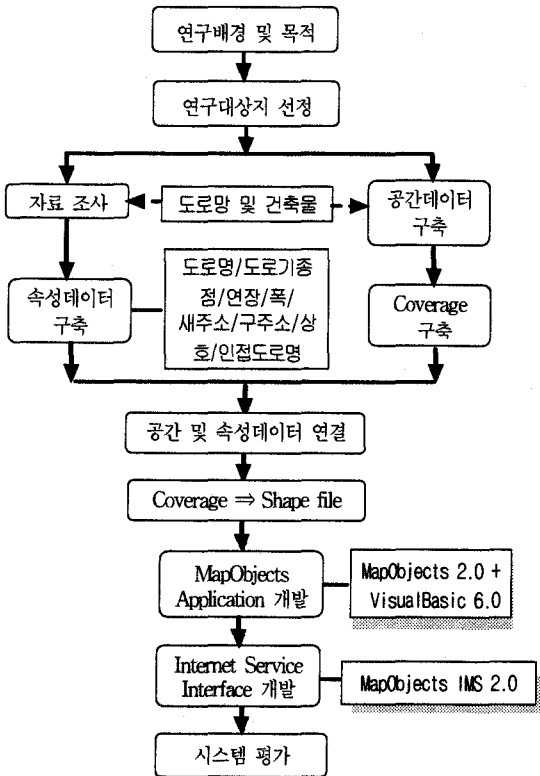 연구배경 및 목적
연구대상지 선정
자료 조사
도로망 및 건축물
공간데이터
구축
속성데이터
구축
도로명/도로기종
점/연장/폭/
새주소/구주소/상
호/인접도로명
Coverage
구축
공간 및 속성데이터 연결
Coverage ⇒ Shape file
MapObjects
Application 개발
MapObjects 2.0 +
VisualBasic 6.0
Internet Service
Interface 개발
MapObjects IMS 2.0
시스템 평가